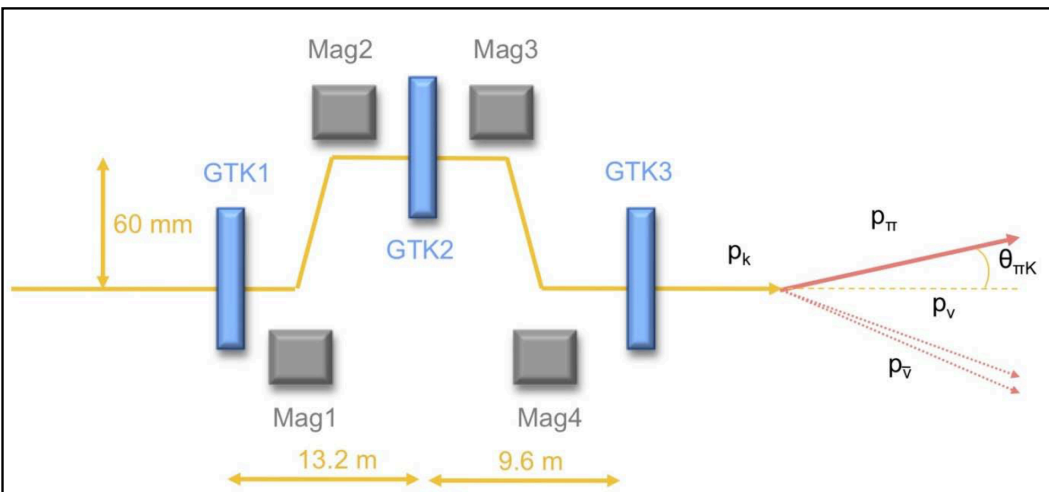 Mag2
Mag3
GTK1
GTK3
60 mm
GTK2
pπ
pk
θπK
pν
pν̅
Mag1
Mag4
13.2 m
9.6 m